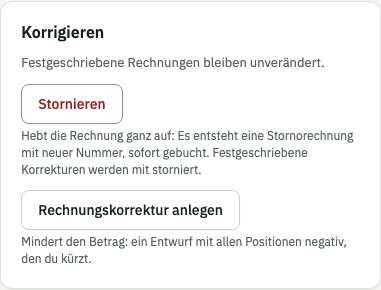 Korrigieren
Festgeschriebene Rechnungen bleiben unverändert.
Stornieren
Hebt die Rechnung ganz auf: Es entsteht eine Stornorechnung
mit neuer Nummer, sofort gebucht. Festgeschriebene
Korrekturen werden mit storniert.
Rechnungskorrektur anlegen
Mindert den Betrag: ein Entwurf mit allen Positionen negativ,
den du kürzt.